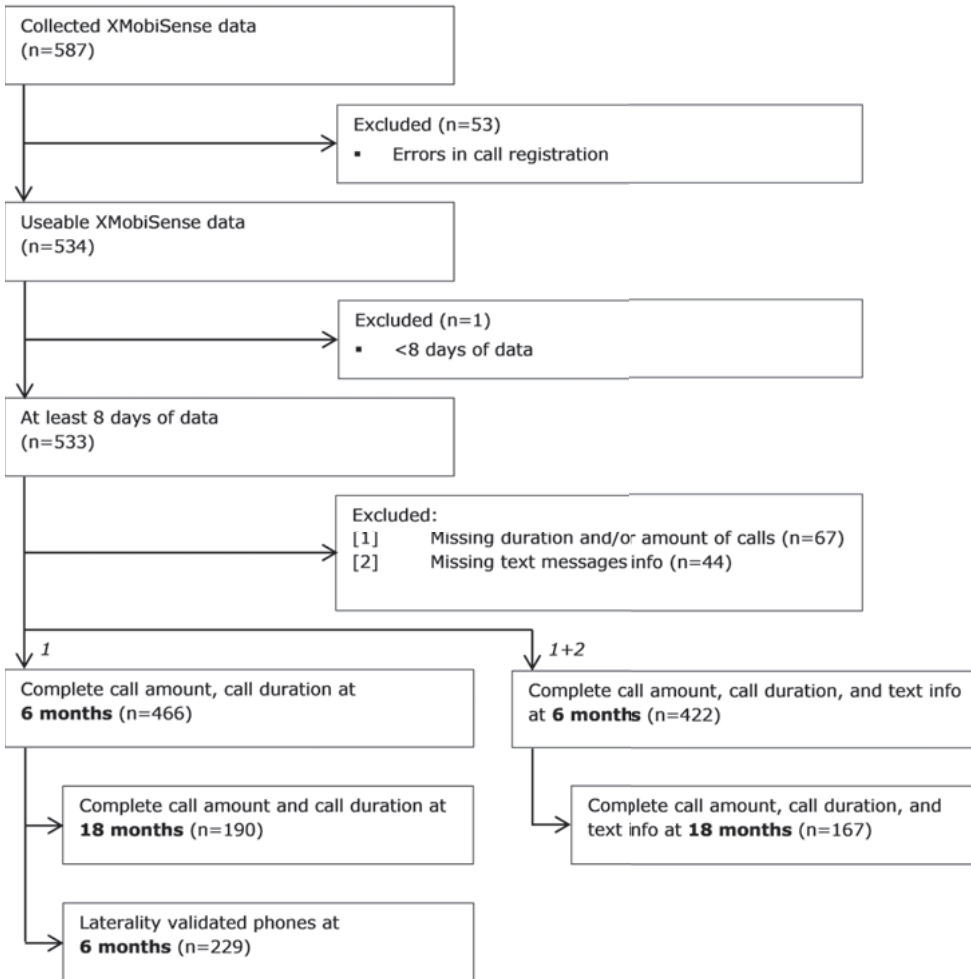 Collected XMobiSense data
(n=587)
Excluded (n=53)
▪ Errors in call registration
Useable XMobiSense data
(n=534)
Excluded (n=1)
▪ <8 days of data
At least 8 days of data
(n=533)
Excluded:
[1] Missing duration and/or amount of calls (n=67)
[2] Missing text messages info (n=44)
1
1+2
Complete call amount, call duration at
6 months (n=466)
Complete call amount, call duration, and text info
at 6 months (n=422)
Complete call amount and call duration at
18 months (n=190)
Complete call amount, call duration, and
text info at 18 months (n=167)
Laterality validated phones at
6 months (n=229)